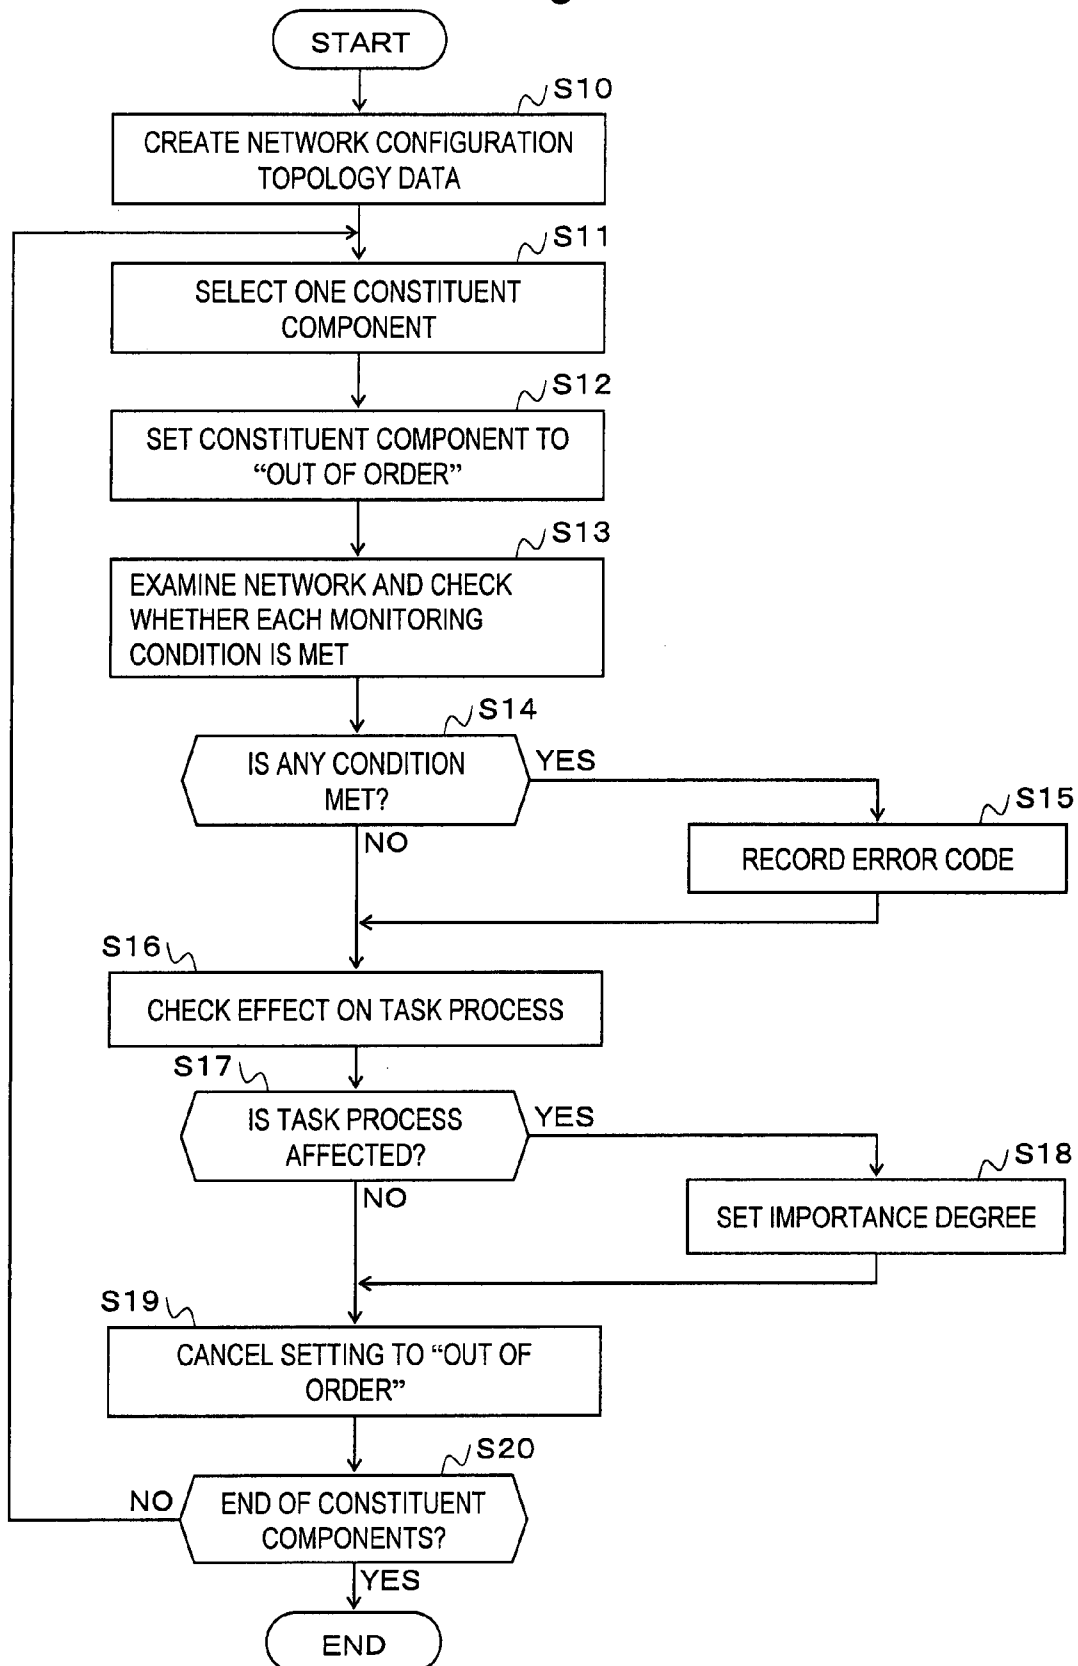 START
S10
CREATE NETWORK CONFIGURATION
TOPOLOGY DATA
S11
SELECT ONE CONSTITUENT
COMPONENT
S12
SET CONSTITUENT COMPONENT TO
“OUT OF ORDER”
S13
EXAMINE NETWORK AND CHECK
WHETHER EACH MONITORING
CONDITION IS MET
S14
IS ANY CONDITION
MET?
YES
NO
S15
RECORD ERROR CODE
S16
CHECK EFFECT ON TASK PROCESS
S17
IS TASK PROCESS
AFFECTED?
YES
NO
S18
SET IMPORTANCE DEGREE
S19
CANCEL SETTING TO “OUT OF
ORDER”
S20
END OF CONSTITUENT
COMPONENTS?
NO
YES
END